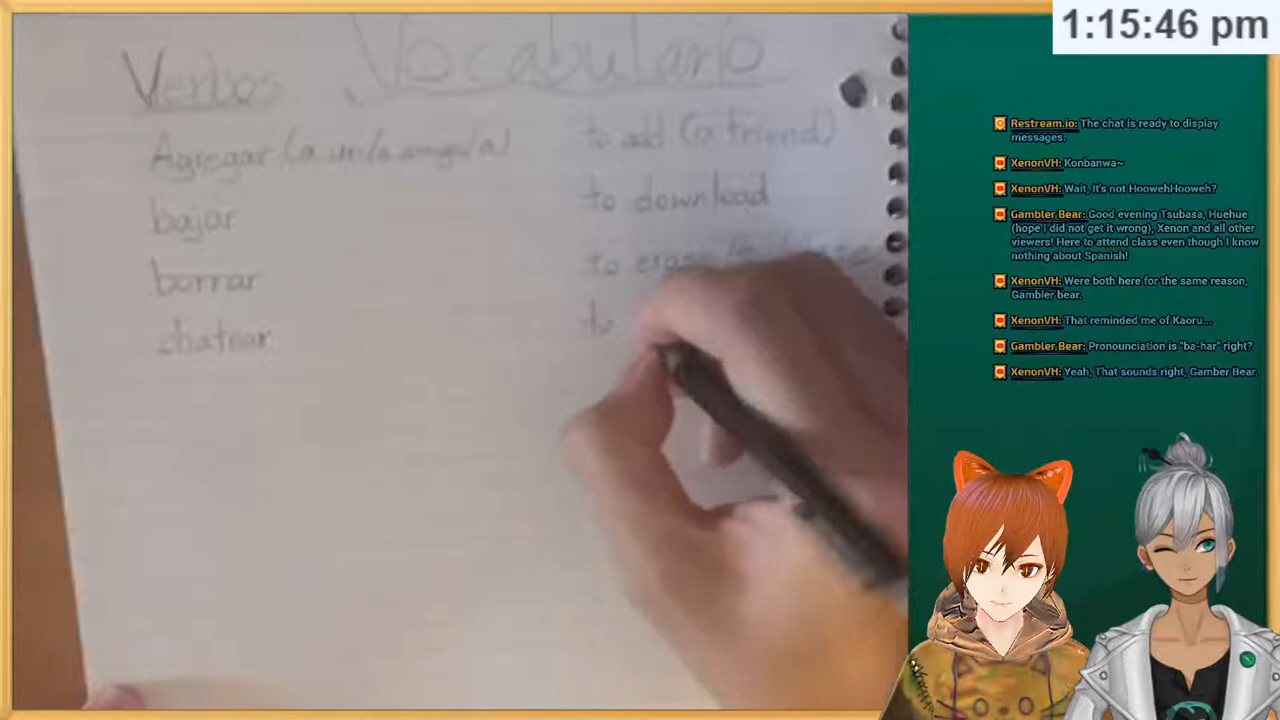 1:15:46 pm
Vocabulario
Verbos
Agregar (a un/a amigo/a) to add (a friend)
bajar to download
borrar to erase
chatear to
Restream.io: The chat is ready to display
messages.
XenonVH: Konbanwa~
XenonVH: Wait, It's not HoowehHooweh?
Gambler Bear: Good evening Tsubasa, Huehue
(hope I did not get it wrong), Xenon and all other
viewers! Here to attend class even though I know
nothing about Spanish!
XenonVH: Were both here for the same reason,
Gambler bear.
XenonVH: That reminded me of Kaoru...
Gambler Bear: Pronounciation is "ba-har" right?
XenonVH: Yeah, That sounds right, Gamber Bear.